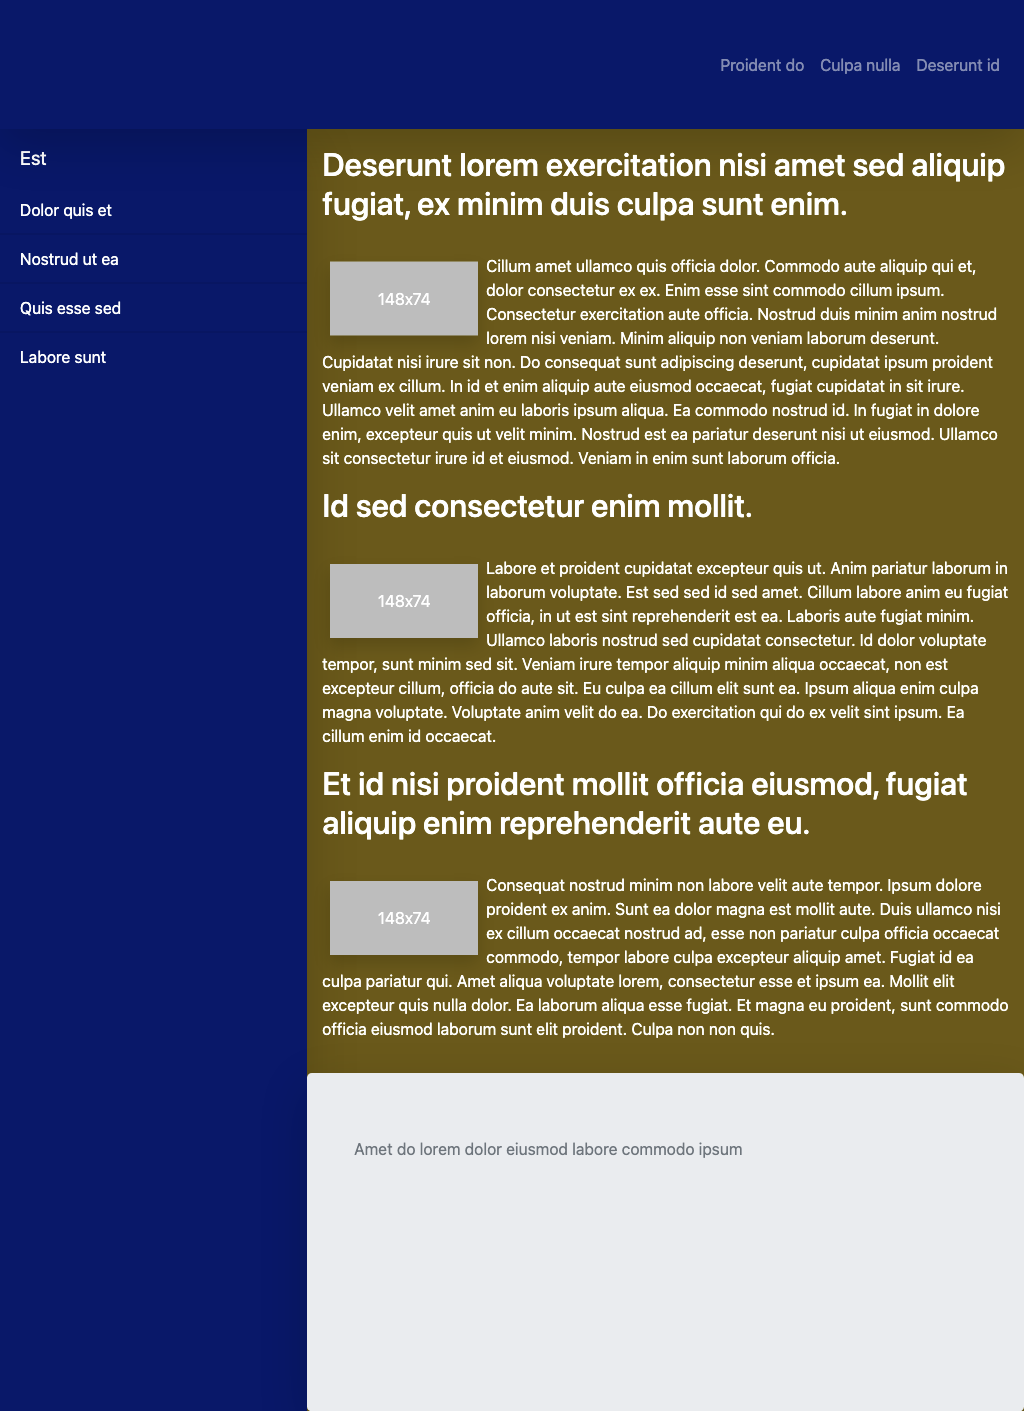 Proident do Culpa nulla Deserunt id
Est
Dolor quis et
Nostrud ut ea
Quis esse sed
Labore sunt
Deserunt lorem exercitation nisi amet sed aliquip
fugiat, ex minim duis culpa sunt enim.
148x74
Cillum amet ullamco quis officia dolor. Commodo aute aliquip qui et,
dolor consectetur ex ex. Enim esse sint commodo cillum ipsum.
Consectetur exercitation aute officia. Nostrud duis minim anim nostrud
lorem nisi veniam. Minim aliquip non veniam laborum deserunt.
Cupidatat nisi irure sit non. Do consequat sunt adipiscing deserunt, cupidatat ipsum proident
veniam ex cillum. In id et enim aliquip aute eiusmod occaecat, fugiat cupidatat in sit irure.
Ullamco velit amet anim eu laboris ipsum aliqua. Ea commodo nostrud id. In fugiat in dolore
enim, excepteur quis ut velit minim. Nostrud est ea pariatur deserunt nisi ut eiusmod. Ullamco
sit consectetur irure id et eiusmod. Veniam in enim sunt laborum officia.
Id sed consectetur enim mollit.
148x74
Labore et proident cupidatat excepteur quis ut. Anim pariatur laborum in
laborum voluptate. Est sed sed id sed amet. Cillum labore anim eu fugiat
officia, in ut est sint reprehenderit est ea. Laboris aute fugiat minim.
Ullamco laboris nostrud sed cupidatat consectetur. Id dolor voluptate
tempor, sunt minim sed sit. Veniam irure tempor aliquip minim aliqua occaecat, non est
excepteur cillum, officia do aute sit. Eu culpa ea cillum elit sunt ea. Ipsum aliqua enim culpa
magna voluptate. Voluptate anim velit do ea. Do exercitation qui do ex velit sint ipsum. Ea
cillum enim id occaecat.
Et id nisi proident mollit officia eiusmod, fugiat
aliquip enim reprehenderit aute eu.
148x74
Consequat nostrud minim non labore velit aute tempor. Ipsum dolore
proident ex anim. Sunt ea dolor magna est mollit aute. Duis ullamco nisi
ex cillum occaecat nostrud ad, esse non pariatur culpa officia occaecat
commodo, tempor labore culpa excepteur aliquip amet. Fugiat id ea
culpa pariatur qui. Amet aliqua voluptate lorem, consectetur esse et ipsum ea. Mollit elit
excepteur quis nulla dolor. Ea laborum aliqua esse fugiat. Et magna eu proident, sunt commodo
officia eiusmod laborum sunt elit proident. Culpa non non quis.
Amet do lorem dolor eiusmod labore commodo ipsum